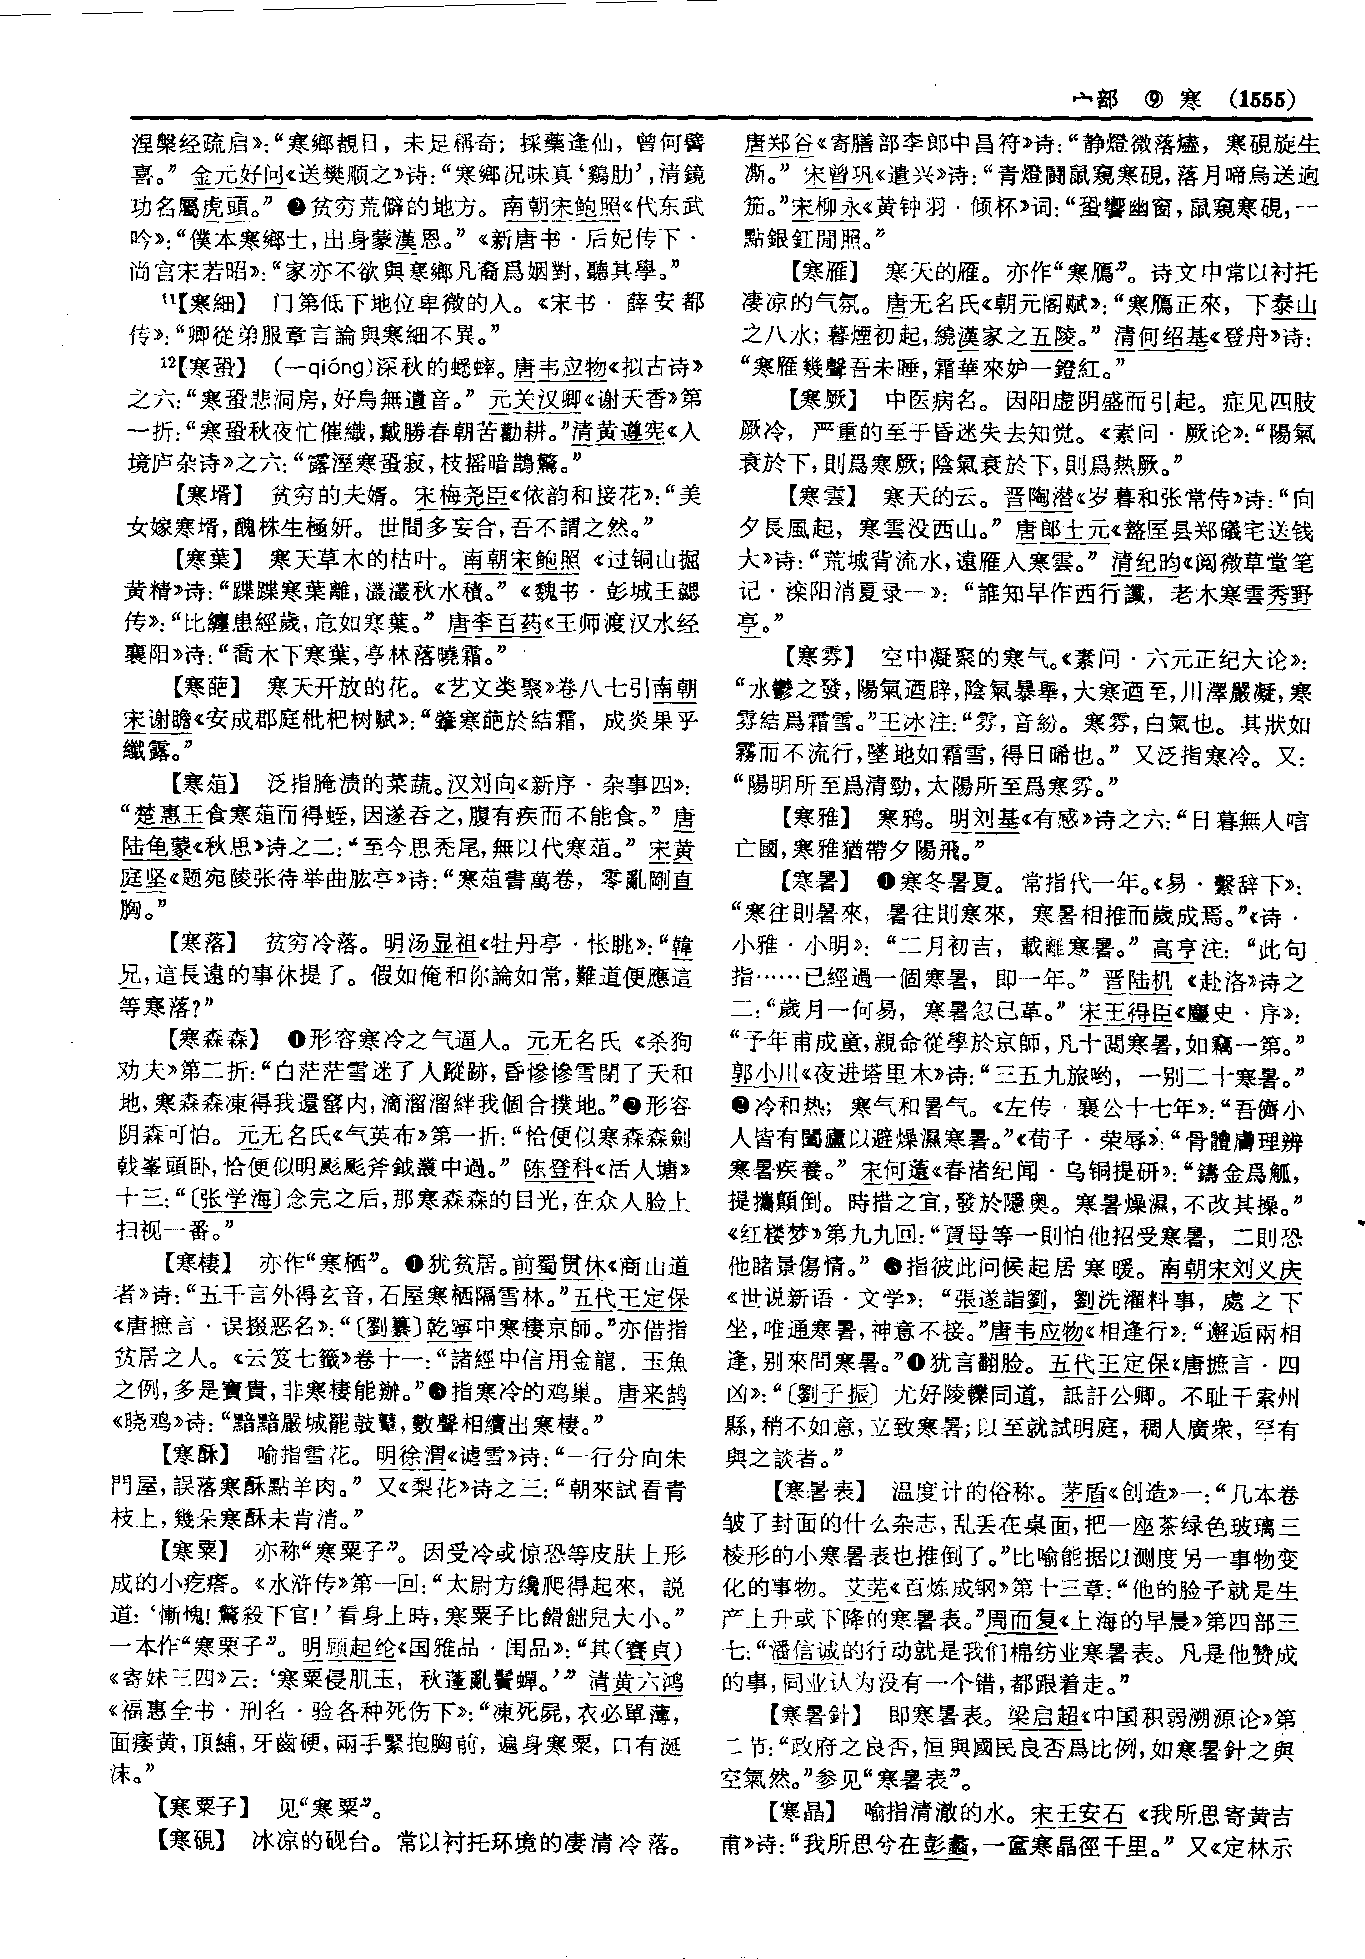 宀部 ⑨ 寒 (1555)
涅槃经疏启》：“寒鄉覩日，未足稱奇；採藥逢仙，曾何譬
喜。” 金元好问《送樊顺之》诗：“寒鄉况味真‘鷄肋’，清鏡
功名屬虎頭。” ❷贫穷荒僻的地方。南朝宋鲍照《代东武
吟》：“僕本寒鄉士，出身蒙漢恩。” 《新唐书·后妃传下·
尚宫宋若昭》：“家亦不欲與寒鄉凡裔爲姻對，聽其學。”
¹¹【寒細】 门第低下地位卑微的人。《宋书·薛安都
传》：“卿從弟服章言論與寒細不異。”
¹²【寒蛩】 (—qióng)深秋的蟋蟀。唐韦应物《拟古诗》
之六：“寒蛩悲洞房，好鳥無遺音。” 元关汉卿《谢天香》第
一折：“寒蛩秋夜忙催織，戴勝春朝苦勸耕。”清黄遵宪《人
境庐杂诗》之六：“露溼寒蛩寂，枝摇暗鵲驚。”
【寒壻】 贫穷的夫婿。宋梅尧臣《依韵和接花》：“美
女嫁寒壻，醜株生極妍。世間多妄合，吾不謂之然。”
【寒葉】 寒天草木的枯叶。南朝宋鲍照 《过铜山掘
黄精》诗：“蹀蹀寒葉離，灇灇秋水積。” 《魏书·彭城王勰
传》：“比纏患經歲，危如寒葉。” 唐李百药《王师渡汉水经
襄阳》诗：“喬木下寒葉，亭林落曉霜。”
【寒葩】 寒天开放的花。《艺文类聚》卷八七引南朝
宋谢瞻《安成郡庭枇杷树赋》：“肇寒葩於结霜，成炎果乎
纖露。”
【寒葅】 泛指腌渍的菜蔬。汉刘向《新序·杂事四》：
“楚惠王食寒葅而得蛭，因遂吞之，腹有疾而不能食。” 唐
陆龟蒙《秋思》诗之二：“至今思秃尾，無以代寒葅。” 宋黄
庭坚《题宛陵张待举曲肱亭》诗：“寒葅書萬卷，零亂剛直
胸。”
【寒落】 贫穷冷落。明汤显祖《牡丹亭·怅眺》：“韓
兄，這長遠的事休提了。假如俺和你論如常，難道便應這
等寒落？”
【寒森森】 ❶形容寒冷之气逼人。元无名氏 《杀狗
劝夫》第二折：“白茫茫雪迷了人蹤跡，昏慘慘雪閉了天和
地，寒森森凍得我還窰内，滴溜溜絆我個合撲地。”❷形容
阴森可怕。元无名氏《气英布》第一折：“恰便似寒森森劍
戟峯頭卧，恰便似明彪彪斧鉞叢中過。” 陈登科《活人塘》
十三：“〔张学海〕念完之后，那寒森森的目光，在众人脸上
扫视一番。”
【寒棲】 亦作“寒栖”。❶犹贫居。前蜀贯休《商山道
者》诗：“五千言外得玄音，石屋寒栖隔雪林。”五代王定保
《唐摭言·误掇恶名》：“〔劉纂〕乾寧中寒棲京師。”亦借指
贫居之人。《云笈七籤》卷十一：“諸經中信用金龍，玉魚
之例，多是寳貴，非寒棲能辦。”❸指寒冷的鸡巢。唐来鹄
《晓鸡》诗：“黯黯嚴城罷鼓鼙，數聲相續出寒棲。”
【寒酥】 喻指雪花。明徐渭《谑雪》诗：“一行分向朱
門屋，誤落寒酥點羊肉。” 又《梨花》诗之三：“朝來試看青
枝上，幾朵寒酥未肯消。”
【寒粟】 亦称“寒粟子”。因受冷或惊恐等皮肤上形
成的小疙瘩。《水浒传》第一回：“太尉方纔爬得起來，説
道：‘慚愧！驚殺下官！’看身上時，寒粟子比餶飿兒大小。”
一本作“寒栗子”。明顾起纶《国雅品·闺品》：“其(賽貞)
《寄妹三四》云：‘寒粟侵肌玉，秋蓬亂鬢蟬。’” 清黄六鸿
《福惠全书·刑名·验各种死伤下》：“凍死屍，衣必單薄，
面痿黄，頂䋠，牙齒硬，兩手緊抱胸前，遍身寒粟，口有涎
沫。”
【寒粟子】 见“寒粟”。
【寒硯】 冰凉的砚台。常以衬托环境的凄清冷落。
唐郑谷《寄膳部李郎中昌符》诗：“静燈微落燼，寒硯旋生
澌。” 宋曾巩《遣兴》诗：“青燈鬭鼠窺寒硯，落月啼烏送迥
笳。”宋柳永《黄钟羽·倾杯》词：“蛩響幽窗，鼠窺寒硯，一
點銀釭閒照。”
【寒雁】 寒天的雁。亦作“寒鴈”。诗文中常以衬托
凄凉的气氛。唐无名氏《朝元阁赋》：“寒鴈正來，下泰山
之八水；暮煙初起，繞漢家之五陵。” 清何绍基《登舟》诗：
“寒雁幾聲吾未睡，霜華來妒一鐙紅。”
【寒厥】 中医病名。因阳虚阴盛而引起。症见四肢
厥冷，严重的至于昏迷失去知觉。《素问·厥论》：“陽氣
衰於下，則爲寒厥；陰氣衰於下，則爲熱厥。”
【寒雲】 寒天的云。晋陶潜《岁暮和张常侍》诗：“向
夕長風起，寒雲没西山。” 唐郎士元《盩厔县郑礒宅送钱
大》诗：“荒城背流水，遠雁入寒雲。” 清纪昀《阅微草堂笔
记·滦阳消夏录一》：“誰知早作西行讖，老木寒雲秀野
亭。”
【寒雰】 空中凝聚的寒气。《素问·六元正纪大论》：
“水鬱之發，陽氣迺辟，陰氣暴舉，大寒迺至，川澤嚴凝，寒
雰結爲霜雪。”王冰注：“雰，音紛。寒雰，白氣也。其狀如
霧而不流行，墜地如霜雪，得日晞也。” 又泛指寒冷。又：
“陽明所至爲清勁，太陽所至爲寒雰。”
【寒雅】 寒鸦。明刘基《有感》诗之六：“日暮無人唁
亡國，寒雅猶帶夕陽飛。”
【寒暑】 ❶寒冬暑夏。常指代一年。《易·繫辞下》：
“寒往則暑來，暑往則寒來，寒暑相推而歲成焉。”《诗·
小雅·小明》：“二月初吉，載離寒暑。” 高亨注：“此句
指……已經過一個寒暑，即一年。” 晋陆机 《赴洛》诗之
二：“歲月一何易，寒暑忽已革。” 宋王得臣《麈史·序》：
“予年甫成童，親命從學於京師，凡十閲寒暑，如竊一第。”
郭小川《夜进塔里木》诗：“三五九旅哟，一别二十寒暑。”
❷冷和热；寒气和暑气。《左传·襄公十七年》：“吾儕小
人皆有闔廬以避燥濕寒暑。”《荀子·荣辱》：“骨體膚理辨
寒暑疾養。” 宋何薳《春渚纪闻·乌铜提研》：“鑄金爲觚，
提攜顛倒。時措之宜，發於隱奥。寒暑燥濕，不改其操。”
《红楼梦》第九九回：“賈母等一則怕他招受寒暑，二則恐
他睹景傷情。” ❸指彼此问候起居寒暖。南朝宋刘义庆
《世说新语·文学》：“張遂詣劉，劉洗濯料事，處之下
坐，唯通寒暑，神意不接。”唐韦应物《相逢行》：“邂逅兩相
逢，别來問寒暑。”❹犹言翻脸。五代王定保《唐摭言·四
凶》：“〔劉子振〕尤好陵轢同道，詆訐公卿。不耻干索州
縣，稍不如意，立致寒暑；以至就試明庭，稠人廣衆，罕有
與之談者。”
【寒暑表】 温度计的俗称。茅盾《创造》一：“几本卷
皱了封面的什么杂志，乱丢在桌面，把一座茶绿色玻璃三
棱形的小寒暑表也推倒了。”比喻能据以测度另一事物变
化的事物。艾芜《百炼成钢》第十三章：“他的脸子就是生
产上升或下降的寒暑表。”周而复《上海的早晨》第四部三
七：“潘信诚的行动就是我们棉纺业寒暑表。凡是他赞成
的事，同业认为没有一个错，都跟着走。”
【寒暑針】 即寒暑表。梁启超《中国积弱溯源论》第
二节：“政府之良否，恒與國民良否爲比例，如寒暑針之與
空氣然。”参见“寒暑表”。
【寒晶】 喻指清澈的水。宋王安石 《我所思寄黄吉
甫》诗：“我所思兮在彭蠡，一奩寒晶徑千里。” 又《定林示